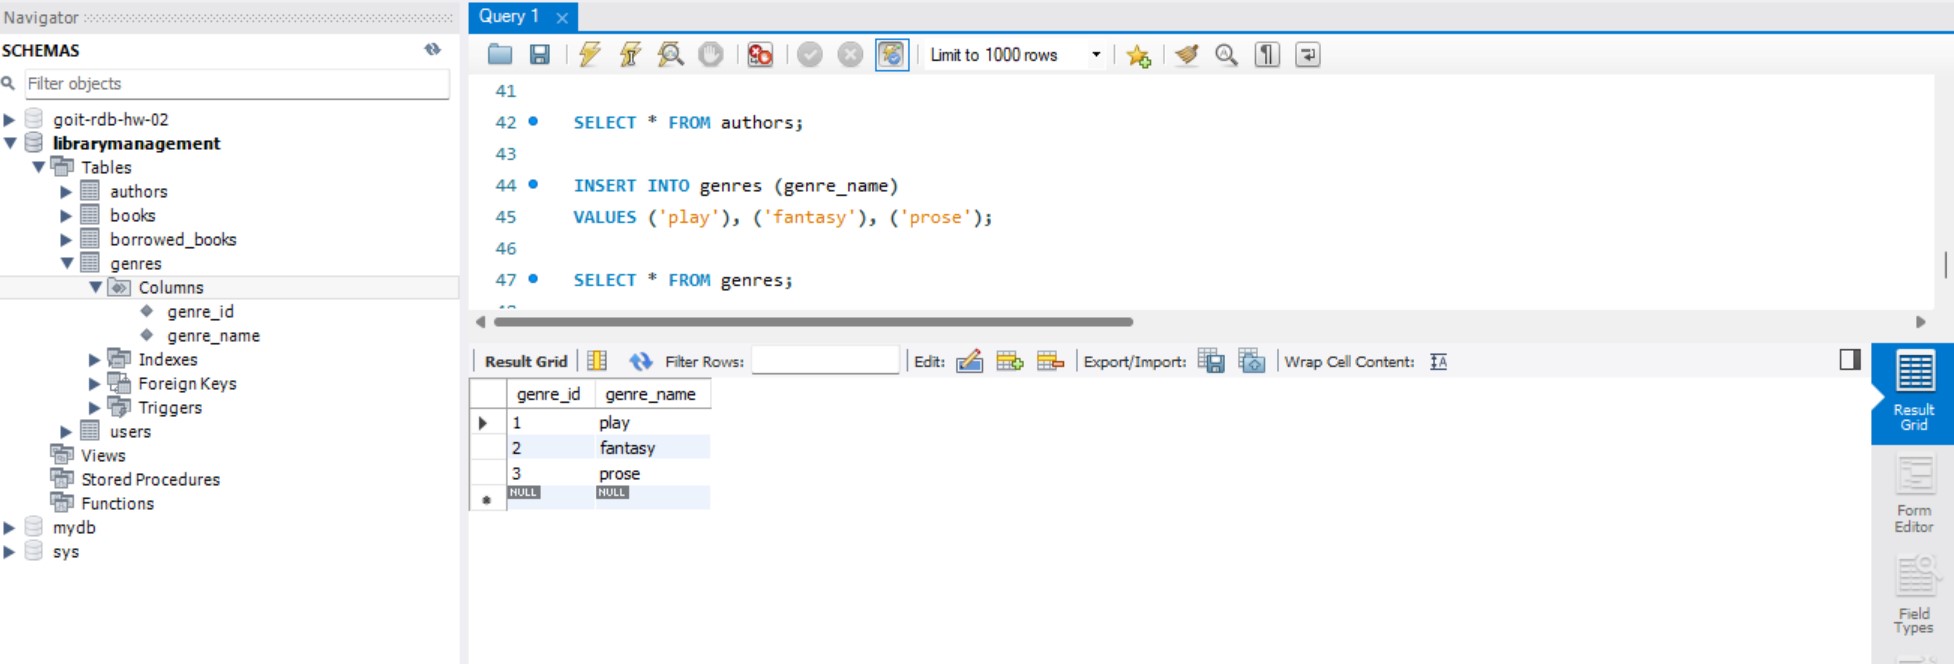 Navigator
SCHEMAS
Filter objects
goit-rdb-hw-02
librarymanagement
Tables
authors
books
borrowed_books
genres
Columns
genre_id
genre_name
Indexes
Foreign Keys
Triggers
users
Views
Stored Procedures
Functions
mydb
sys
Query 1
Limit to 1000 rows
41
42 SELECT * FROM authors;
43
44 INSERT INTO genres (genre_name)
45 VALUES ('play'), ('fantasy'), ('prose');
46
47 SELECT * FROM genres;
Result Grid Filter Rows: Edit: Export/Import: Wrap Cell Content:
genre_id genre_name
1 play
2 fantasy
3 prose
NULL NULL
Result
Grid
Form
Editor
Field
Types